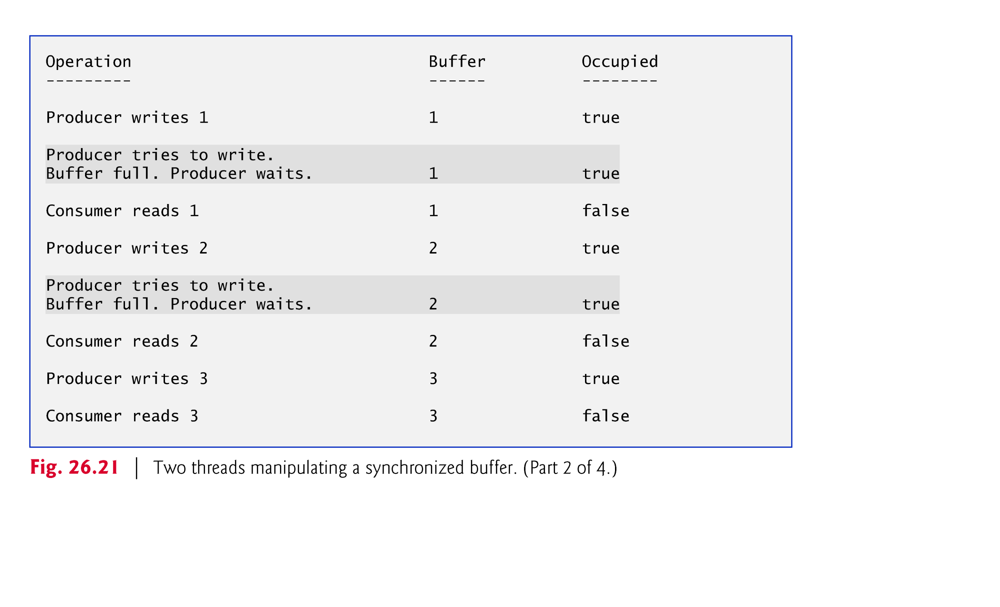 Operation Buffer Occupied
--------- ------ --------
Producer writes 1 1 true
Producer tries to write.
Buffer full. Producer waits. 1 true
Consumer reads 1 1 false
Producer writes 2 2 true
Producer tries to write.
Buffer full. Producer waits. 2 true
Consumer reads 2 2 false
Producer writes 3 3 true
Consumer reads 3 3 false
Fig. 26.21 | Two threads manipulating a synchronized buffer. (Part 2 of 4.)